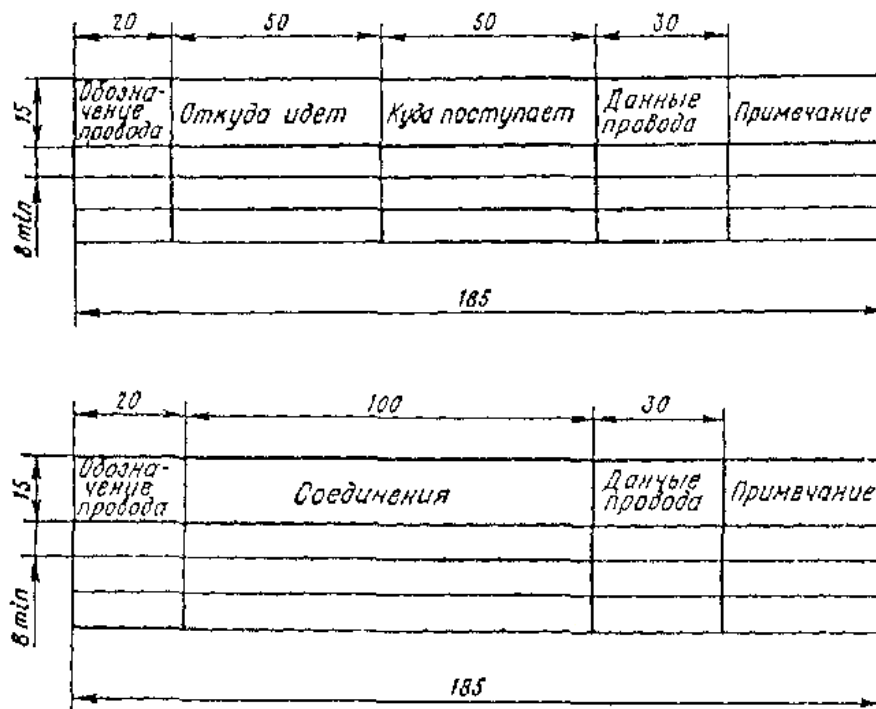 20 50 50 30
15
Обозна-
чение
провода
Откуда идет
Куда поступает
Данные
провода
Примечание
8 min
185
20 100 30
15
Обозна-
чение
провода
Соединения
Данные
провода
Примечание
8 min
185